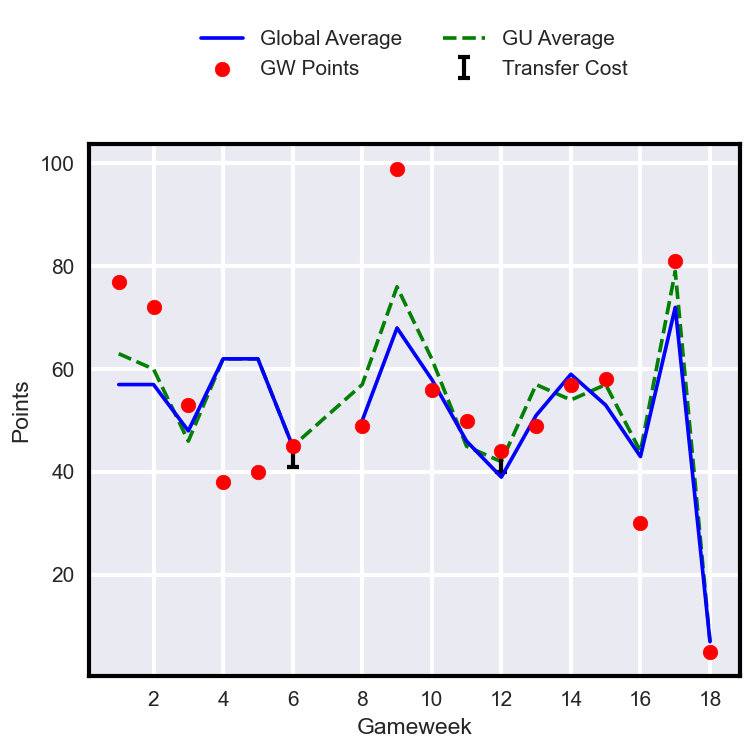 Global Average
GU Average
GW Points
Transfer Cost
100
80
60
40
20
Points
2 4 6 8 10 12 14 16 18
Gameweek